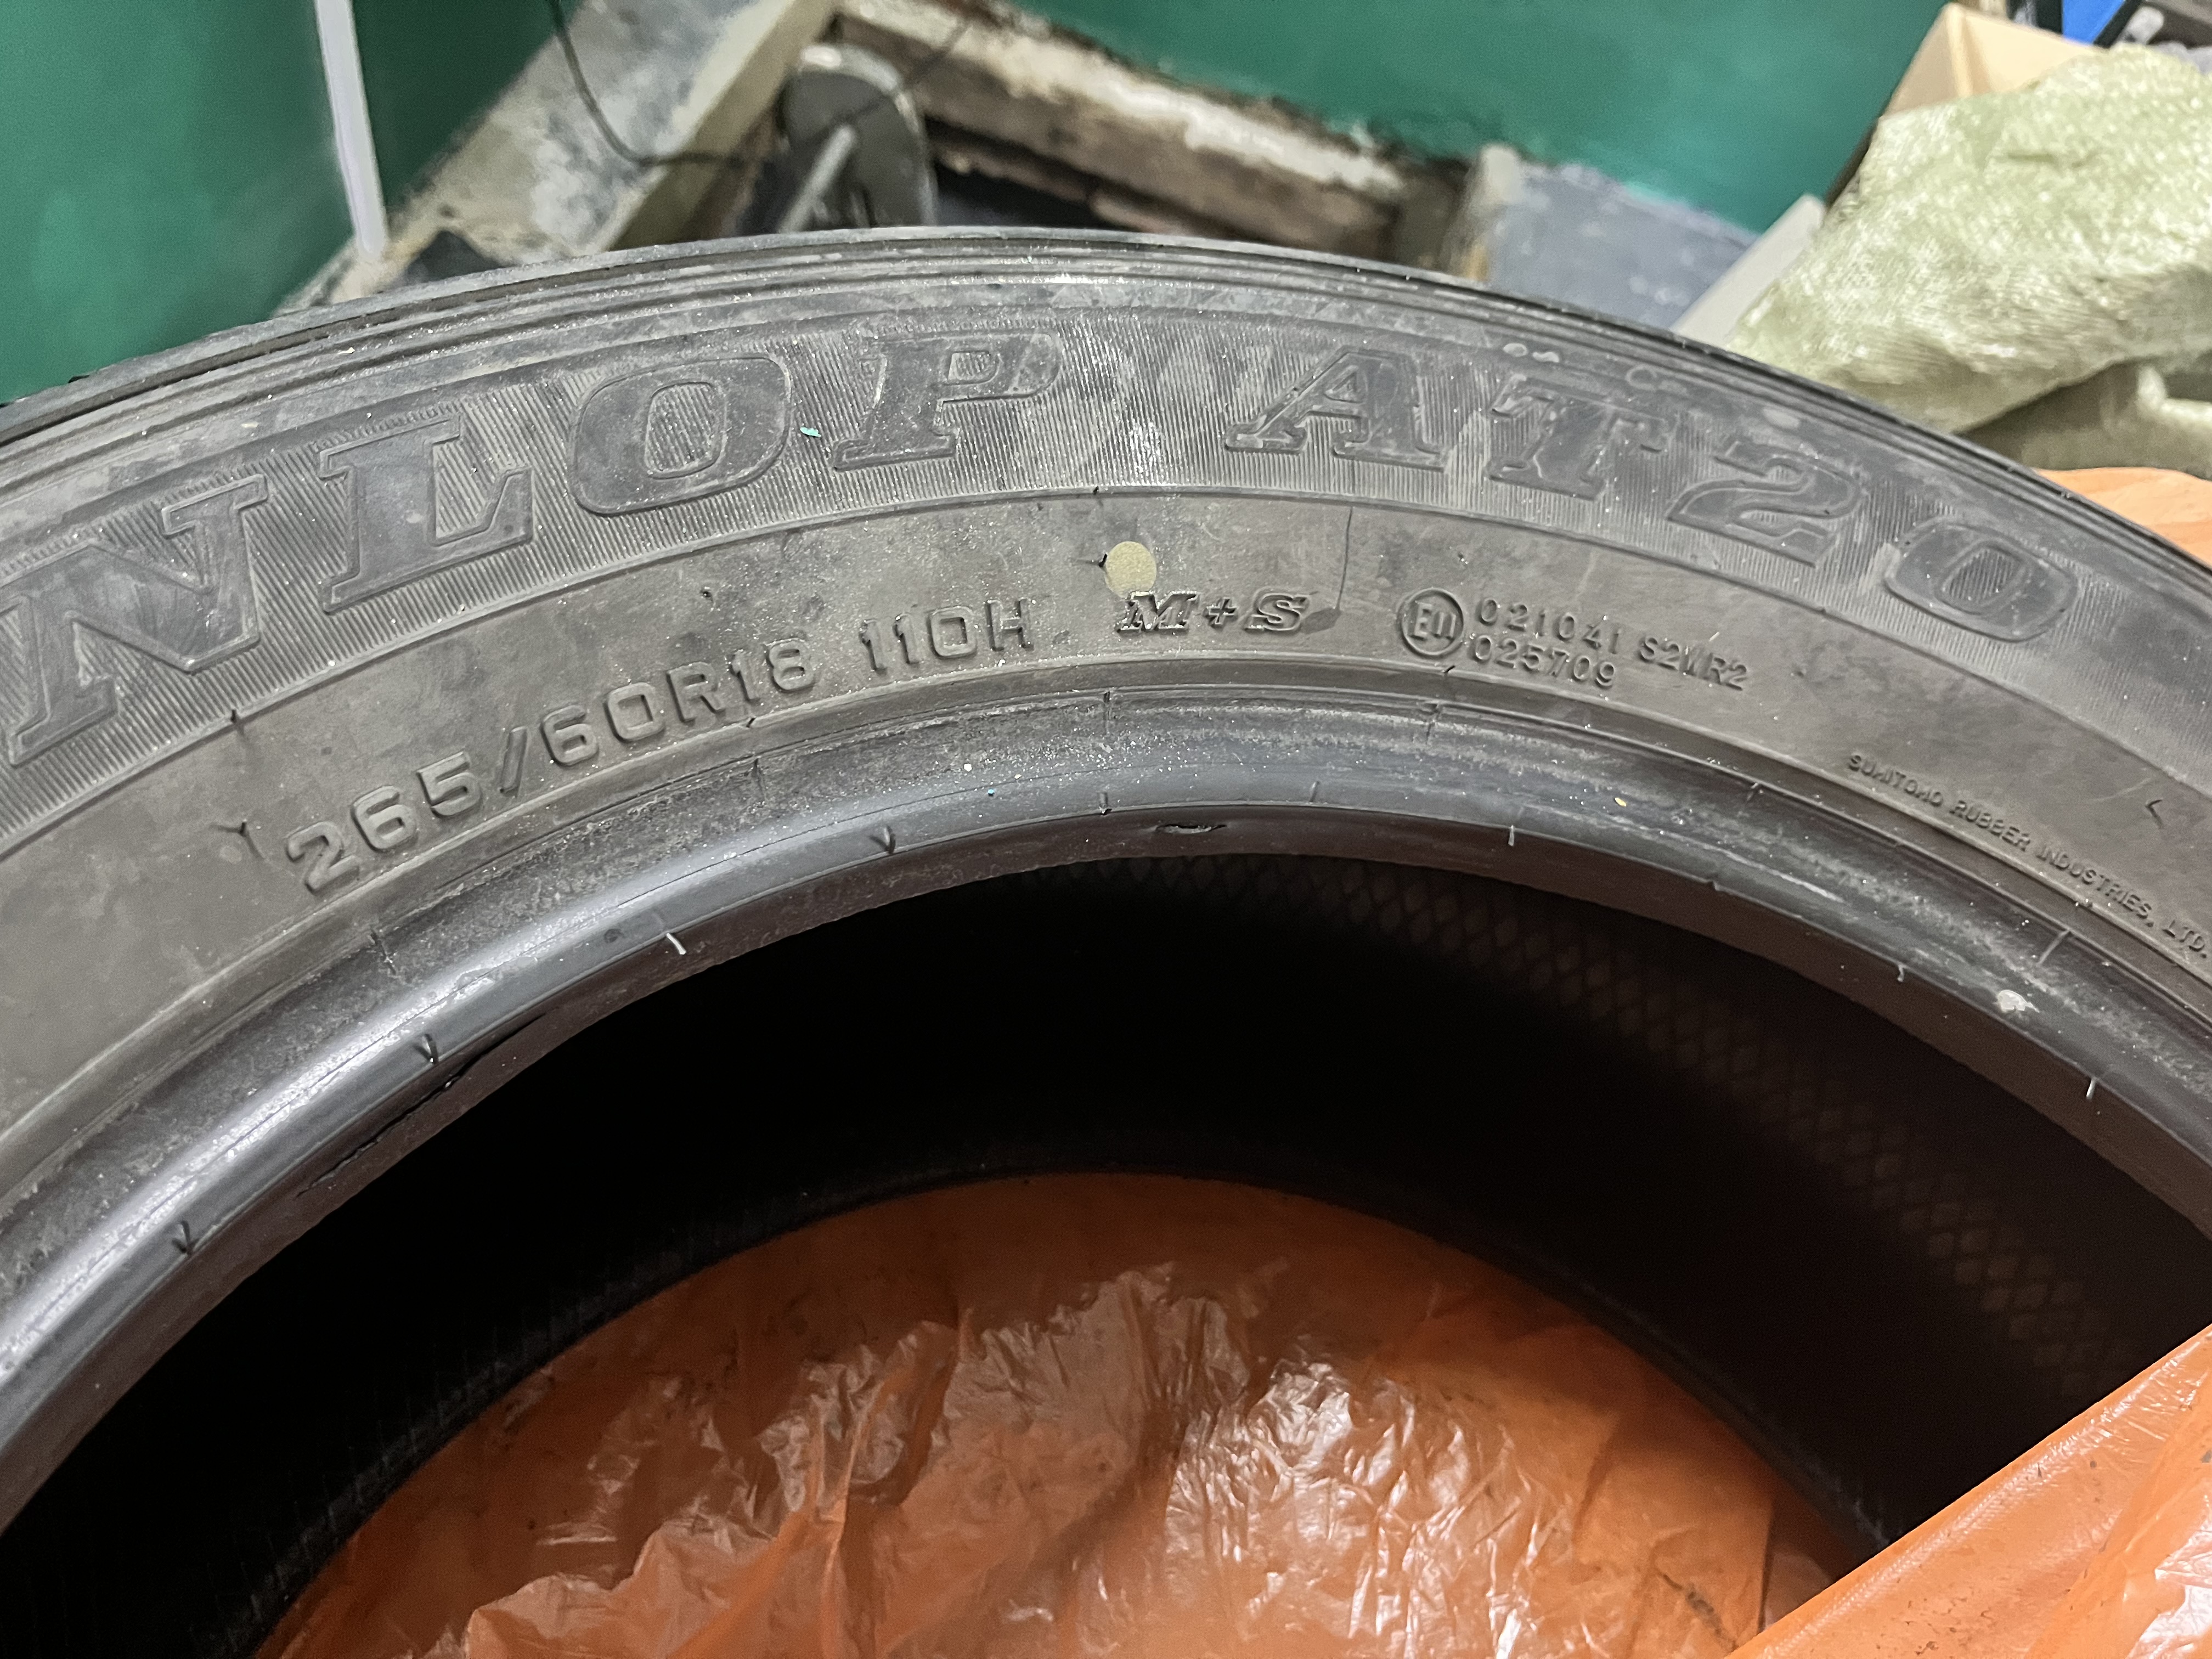 NLOP AT20
265/60R18 110H M+S E11 021041 S2WR2
025709
SUMITOMO RUBBER INDUSTRIES, LTD.